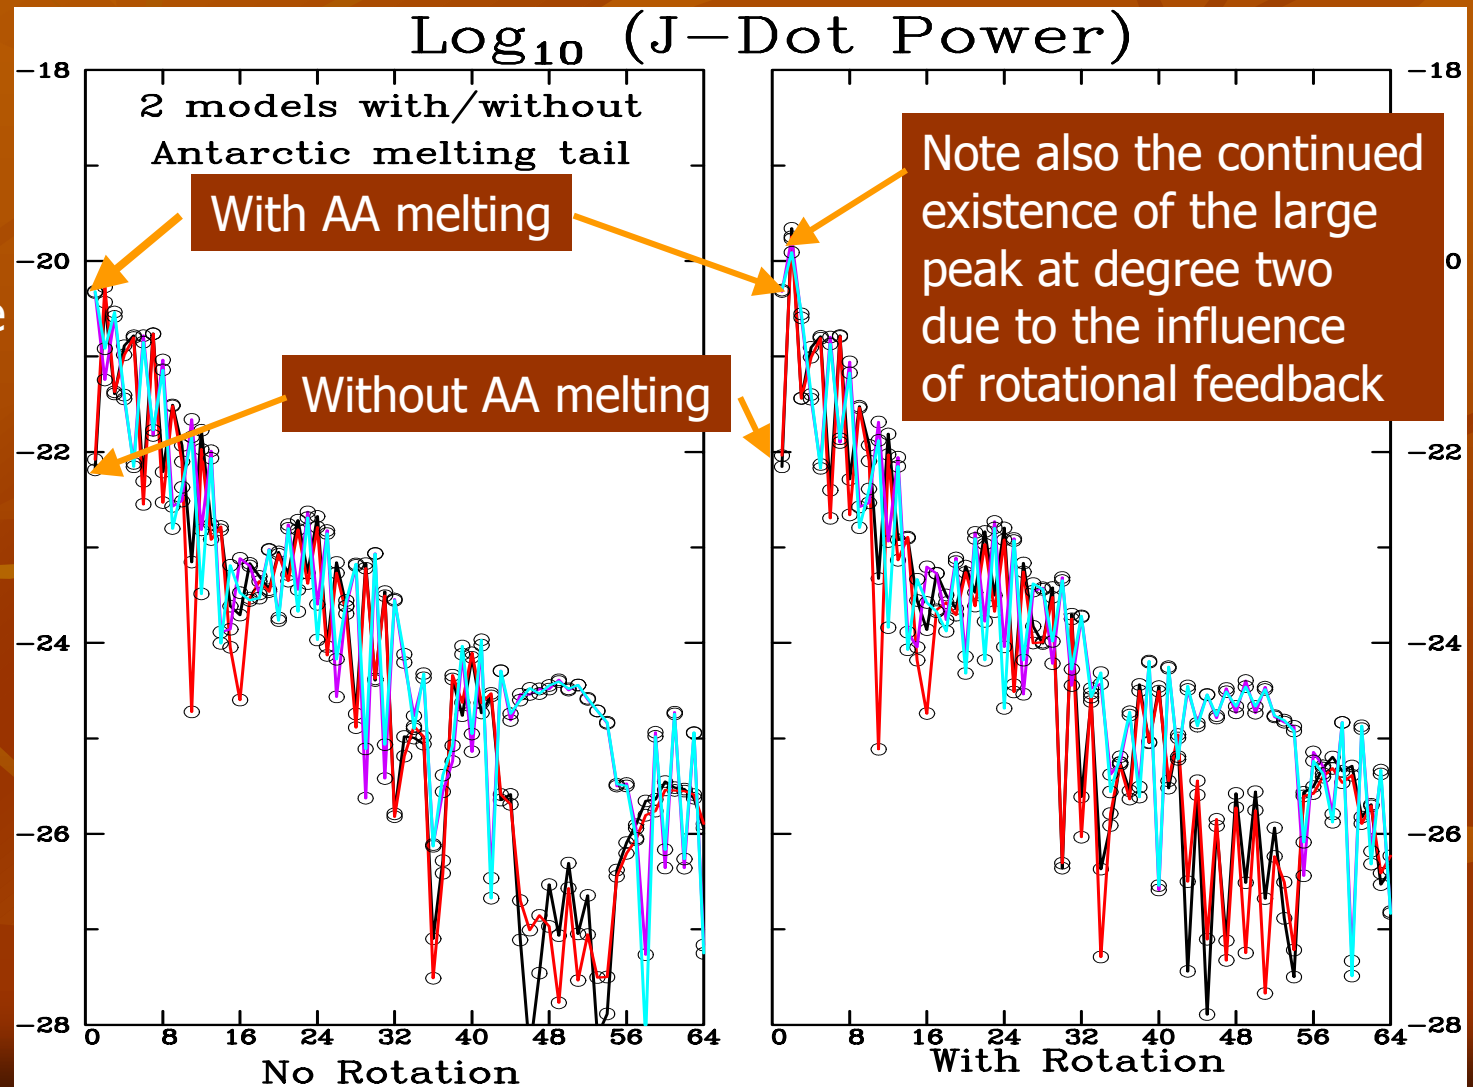 Log10 (J-Dot Power)
2 models with/without
Antarctic melting tail
With AA melting
Without AA melting
Note also the continued
existence of the large
peak at degree two
due to the influence
of rotational feedback
e
-18
-20
-22
-24
-26
-28
0 8 16 24 32 40 48 56 64
No Rotation
0 8 16 24 32 40 48 56 64
With Rotation
-18
0
-22
-24
-26
-28